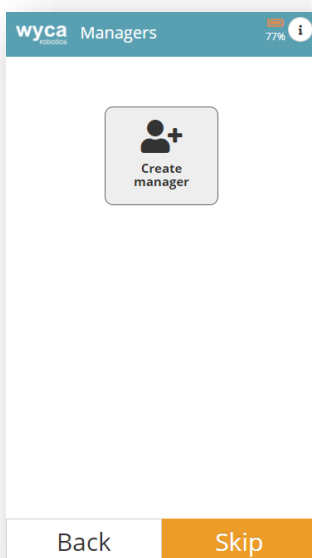 wyca
robotics
Managers
77%
i
Create
manager
Back
Skip